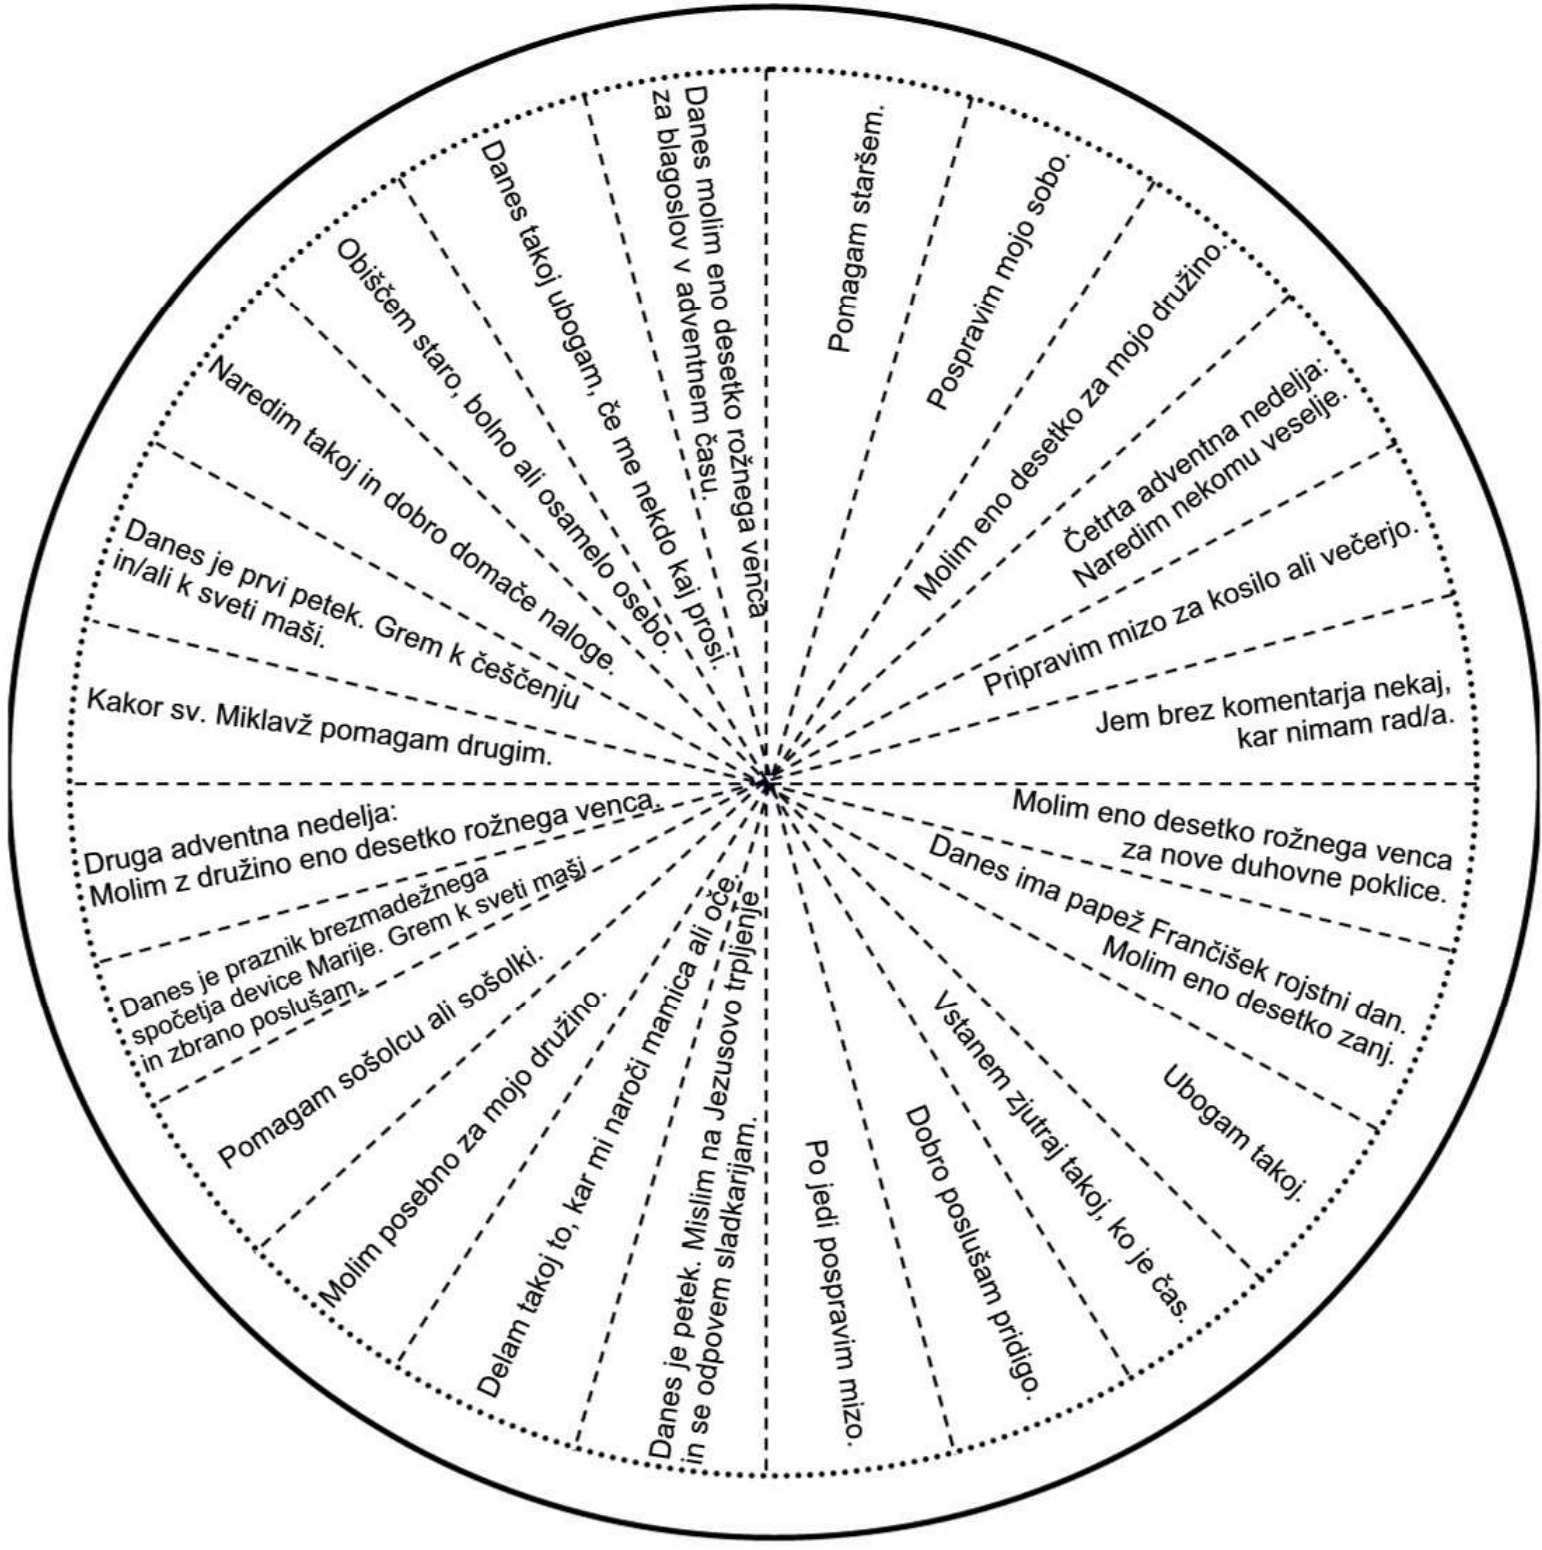 Danes molim eno desetko rožnega venca
za blagoslov v adventnem času.
Danes takoj ubogam, če me nekdo kaj prosi.
Obiščem staro, bolno ali osamelo osebo.
Naredim takoj in dobro domače naloge.
Danes je prvi petek. Grem k češčenju
in/ali k sveti maši.
Kakor sv. Miklavž pomagam drugim.
Druga adventna nedelja:
Molim z družino eno desetko rožnega venca.
Danes je praznik brezmadežnega
spočetja device Marije. Grem k sveti maši
in zbrano poslušam.
Pomagam sošolcu ali sošolki.
Molim posebno za mojo družino.
Delam takoj to, kar mi naroči mamica ali oče.
Danes je petek. Mislim na Jezusovo trpljenje
in se odpovem sladkarijam.
Po jedi pospravim mizo.
Dobro poslušam pridigo.
Vstanem zjutraj takoj, ko je čas.
Ubogam takoj.
Danes ima papež Frančišek rojstni dan.
Molim eno desetko zanj.
Molim eno desetko rožnega venca
za nove duhovne poklice.
Jem brez komentarja nekaj,
kar nimam rad/a.
Pripravim mizo za kosilo ali večerjo.
Četrta adventna nedelja:
Naredim nekomu veselje.
Molim eno desetko za mojo družino.
Pospravim mojo sobo.
Pomagam staršem.